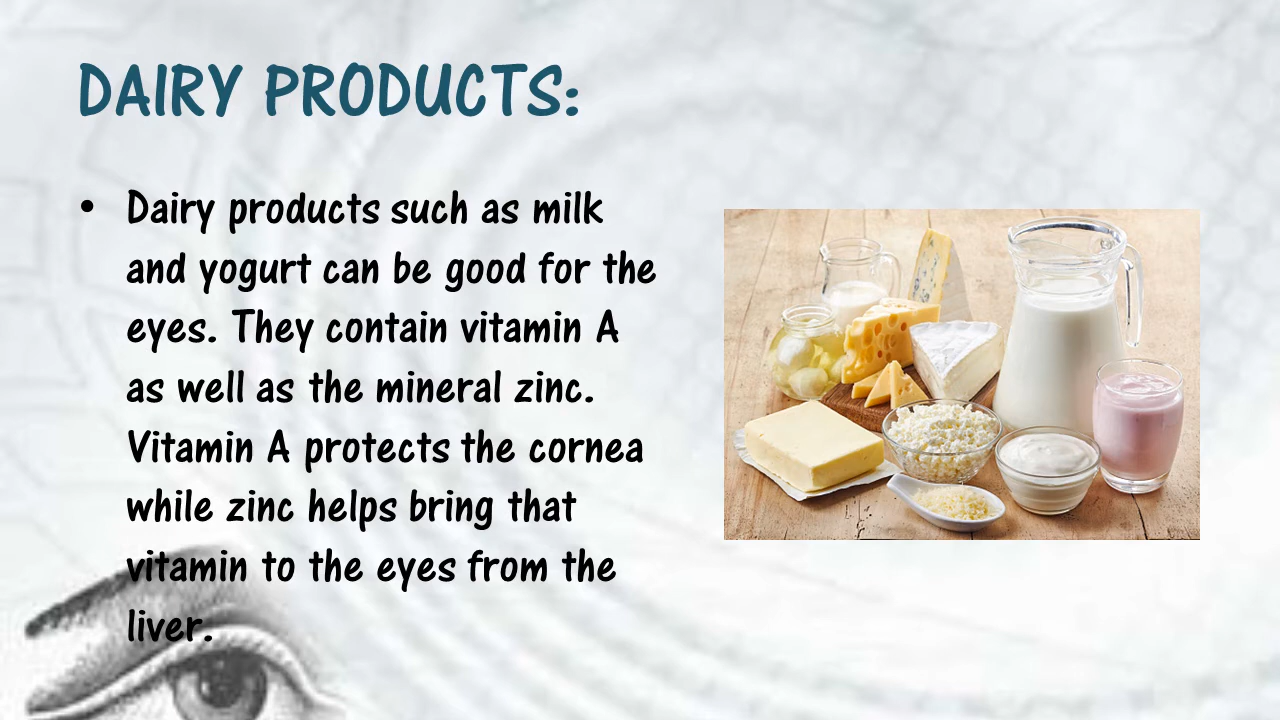 DAIRY PRODUCTS:
• Dairy products such as milk
and yogurt can be good for the
eyes. They contain vitamin A
as well as the mineral zinc.
Vitamin A protects the cornea
while zinc helps bring that
vitamin to the eyes from the
liver.